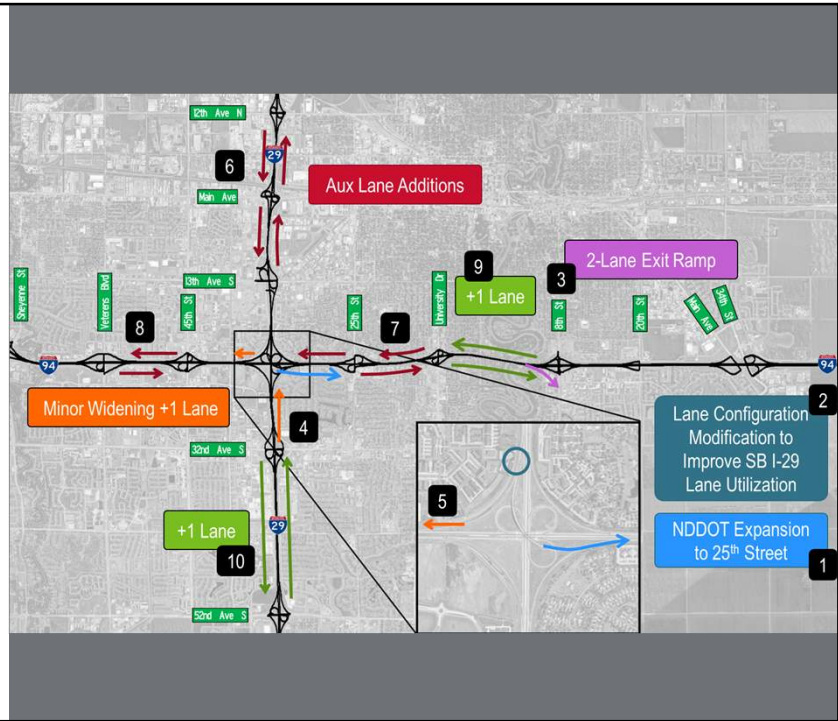 12th Ave N
29
6
Main Ave
Aux Lane Additions
13th Ave S
Sheyenne St
Veterens Blvd
45th St
25th St
University Dr
9
+1 Lane
3
2-Lane Exit Ramp
8th St
20th St
Main Ave
34th St
8
7
94
94
2
Minor Widening +1 Lane
4
32nd Ave S
Lane Configuration
Modification to
Improve SB I-29
Lane Utilization
5
+1 Lane
10
29
NDDOT Expansion
to 25th Street
1
52nd Ave S